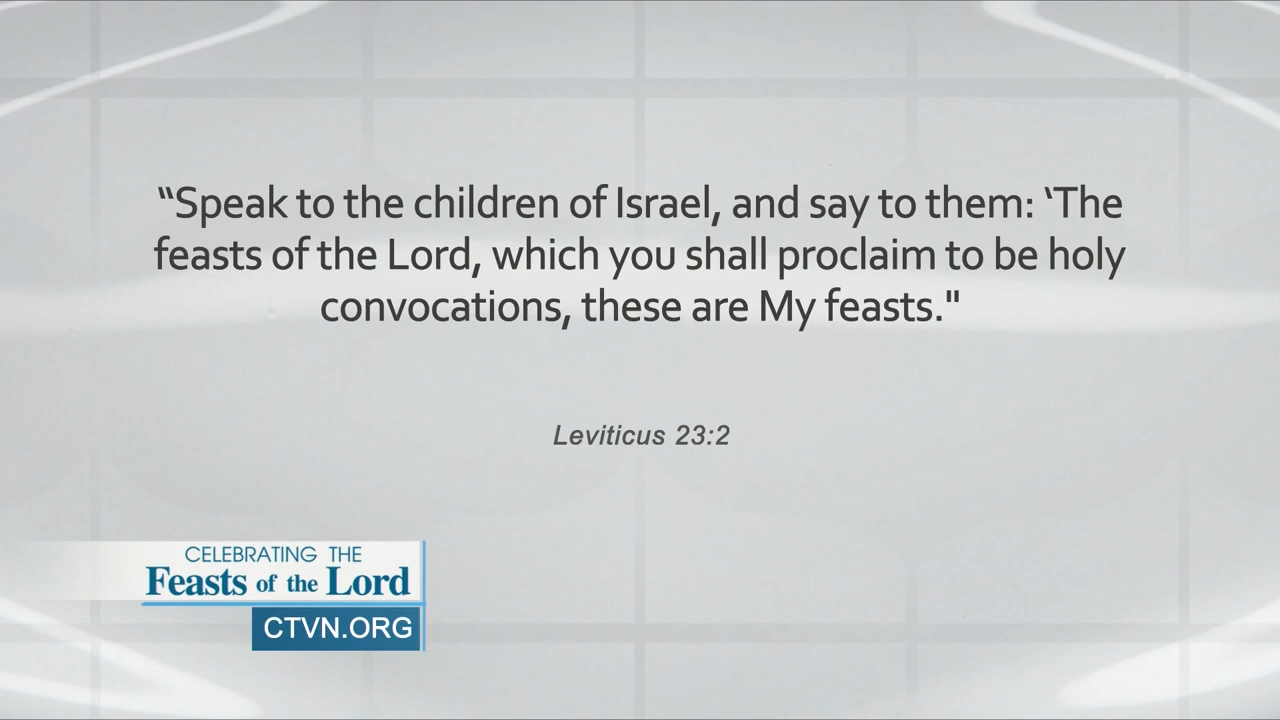 “Speak to the children of Israel, and say to them: ‘The
feasts of the Lord, which you shall proclaim to be holy
convocations, these are My feasts."
Leviticus 23:2
CELEBRATING THE
Feasts of the Lord
CTVN.ORG